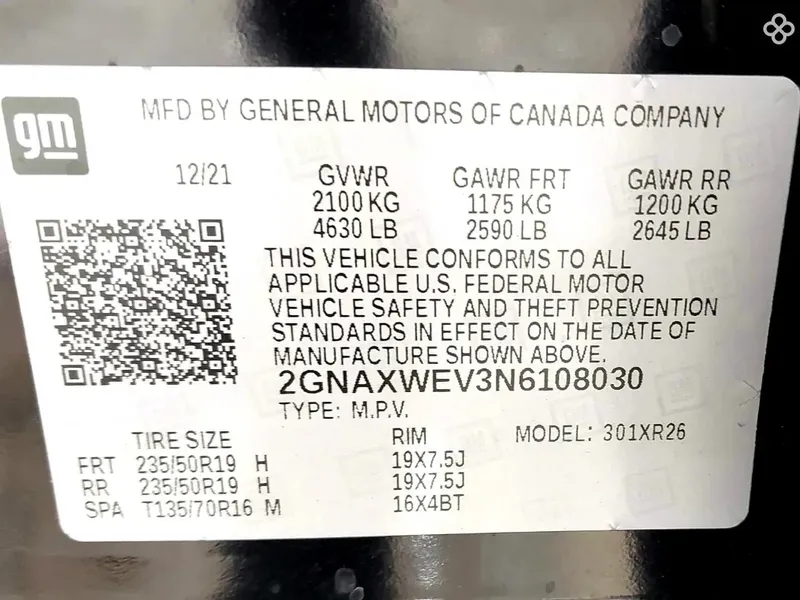 gm
MFD BY GENERAL MOTORS OF CANADA COMPANY
12/21 GVWR GAWR FRT GAWR RR
2100 KG 1175 KG 1200 KG
4630 LB 2590 LB 2645 LB
THIS VEHICLE CONFORMS TO ALL
APPLICABLE U.S. FEDERAL MOTOR
VEHICLE SAFETY AND THEFT PREVENTION
STANDARDS IN EFFECT ON THE DATE OF
MANUFACTURE SHOWN ABOVE.
2GNAXWEV3N6108030
TYPE: M.P.V.
TIRE SIZE RIM MODEL: 301XR26
FRT 235/50R19 H 19X7.5J
RR 235/50R19 H 19X7.5J
SPA T135/70R16 M 16X4BT